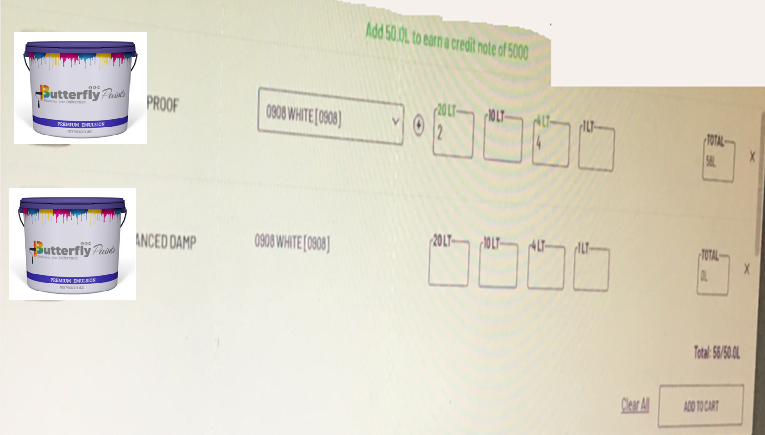 Add 50.0L to earn a credit note of 5000
Butterfly Paints
PREMIUM EMULSION
PROOF
0908 WHITE [0908]
20 LT
2
10 LT
4 LT
4
1 LT
TOTAL
56L
X
Butterfly Paints
PREMIUM EMULSION
ANCED DAMP
0908 WHITE [0908]
20 LT
10 LT
4 LT
1 LT
TOTAL
0L
X
Total: 56/50.0L
Clear All
ADD TO CART